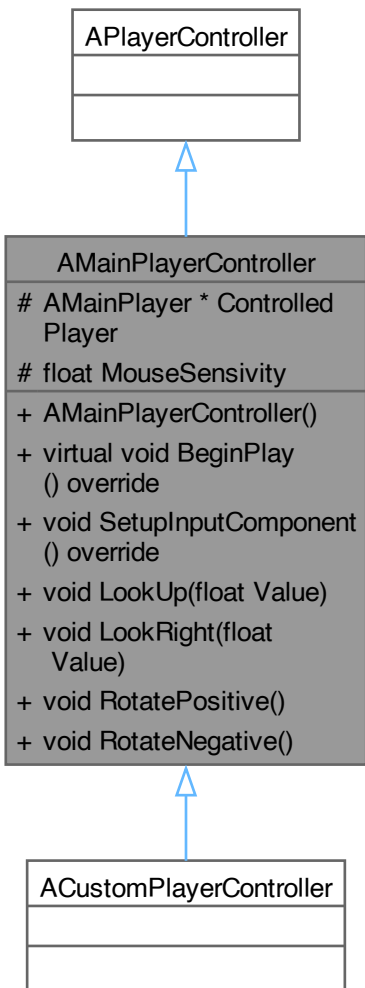 APlayerController
AMainPlayerController
# AMainPlayer * Controlled
Player
# float MouseSensivity
+ AMainPlayerController()
+ virtual void BeginPlay
() override
+ void SetupInputComponent
() override
+ void LookUp(float Value)
+ void LookRight(float
Value)
+ void RotatePositive()
+ void RotateNegative()
ACustomPlayerController